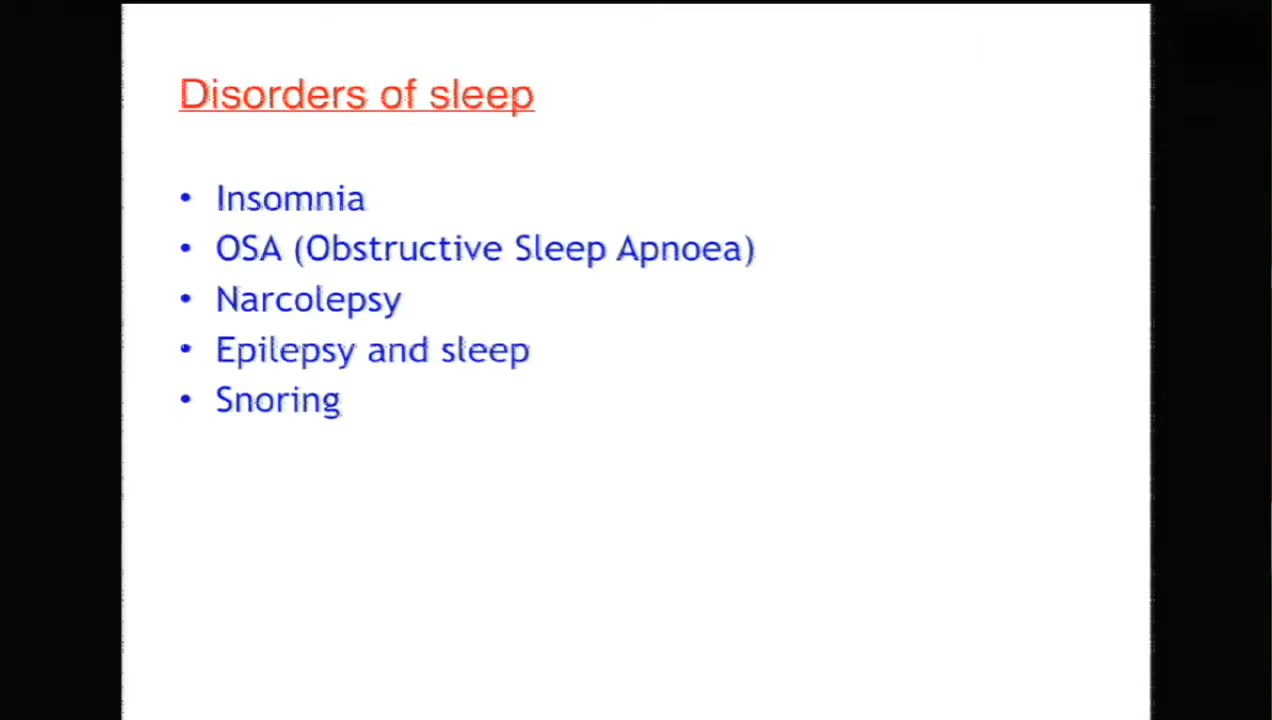 Disorders of sleep
• Insomnia
• OSA (Obstructive Sleep Apnoea)
• Narcolepsy
• Epilepsy and sleep
• Snoring